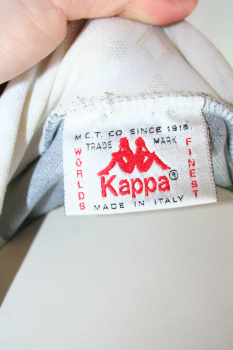 M.C.T. CO. SINCE 1916.
TRADE MARK
WORLDS
Kappa®
FINEST
MADE IN ITALY